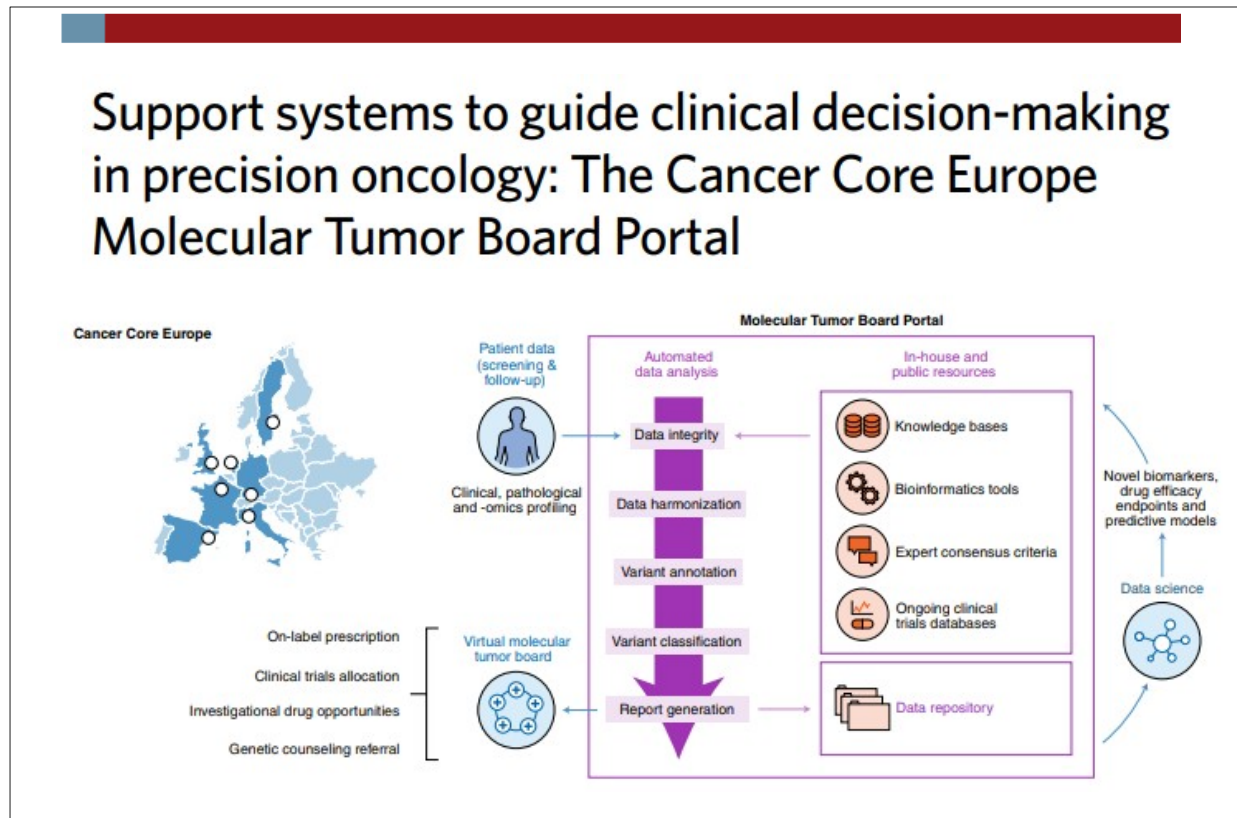 Support systems to guide clinical decision-making
in precision oncology: The Cancer Core Europe
Molecular Tumor Board Portal
Cancer Core Europe
Molecular Tumor Board Portal
Patient data
(screening &
follow-up)
Clinical, pathological
and -omics profiling
Automated
data analysis
Data integrity
Data harmonization
Variant annotation
Variant classification
Report generation
In-house and
public resources
Knowledge bases
Bioinformatics tools
Expert consensus criteria
Ongoing clinical
trials databases
Data repository
Novel biomarkers,
drug efficacy
endpoints and
predictive models
Data science
Virtual molecular
tumor board
On-label prescription
Clinical trials allocation
Investigational drug opportunities
Genetic counseling referral